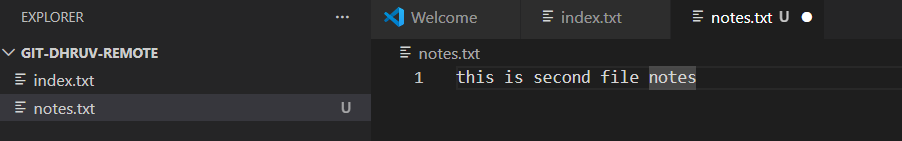 EXPLORER ...
GIT-DHRUV-REMOTE
index.txt
notes.txt U
Welcome index.txt notes.txt U
notes.txt
1 this is second file notes